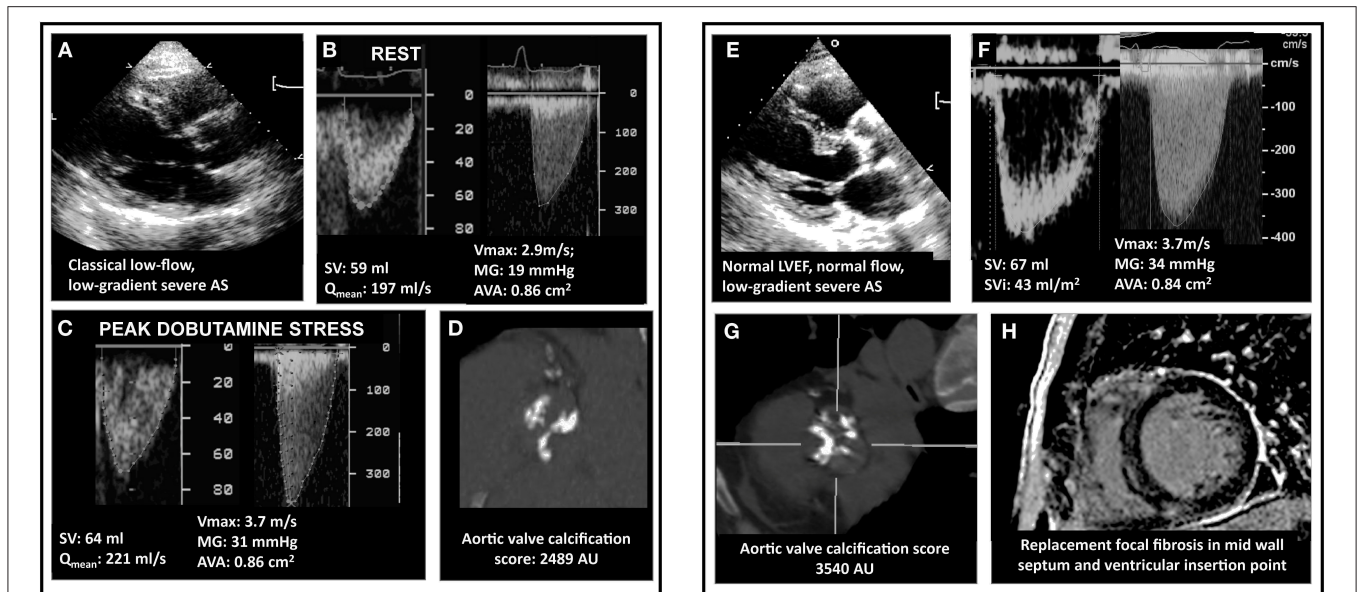 A
Classical low-flow,
low-gradient severe AS
B
REST
0
20
40
60
80
0
100
200
300
SV: 59 ml
Qmean: 197 ml/s
Vmax: 2.9m/s;
MG: 19 mmHg
AVA: 0.86 cm²
C
PEAK DOBUTAMINE STRESS
0
20
40
60
80
0
100
200
300
SV: 64 ml
Qmean: 221 ml/s
Vmax: 3.7 m/s
MG: 31 mmHg
AVA: 0.86 cm²
D
Aortic valve calcification
score: 2489 AU
E
Normal LVEF, normal flow,
low-gradient severe AS
F
cm/s
cm/s
-100
-200
-300
-400
SV: 67 ml
SVi: 43 ml/m²
Vmax: 3.7m/s
MG: 34 mmHg
AVA: 0.84 cm²
G
Aortic valve calcification score
3540 AU
H
Replacement focal fibrosis in mid wall
septum and ventricular insertion point